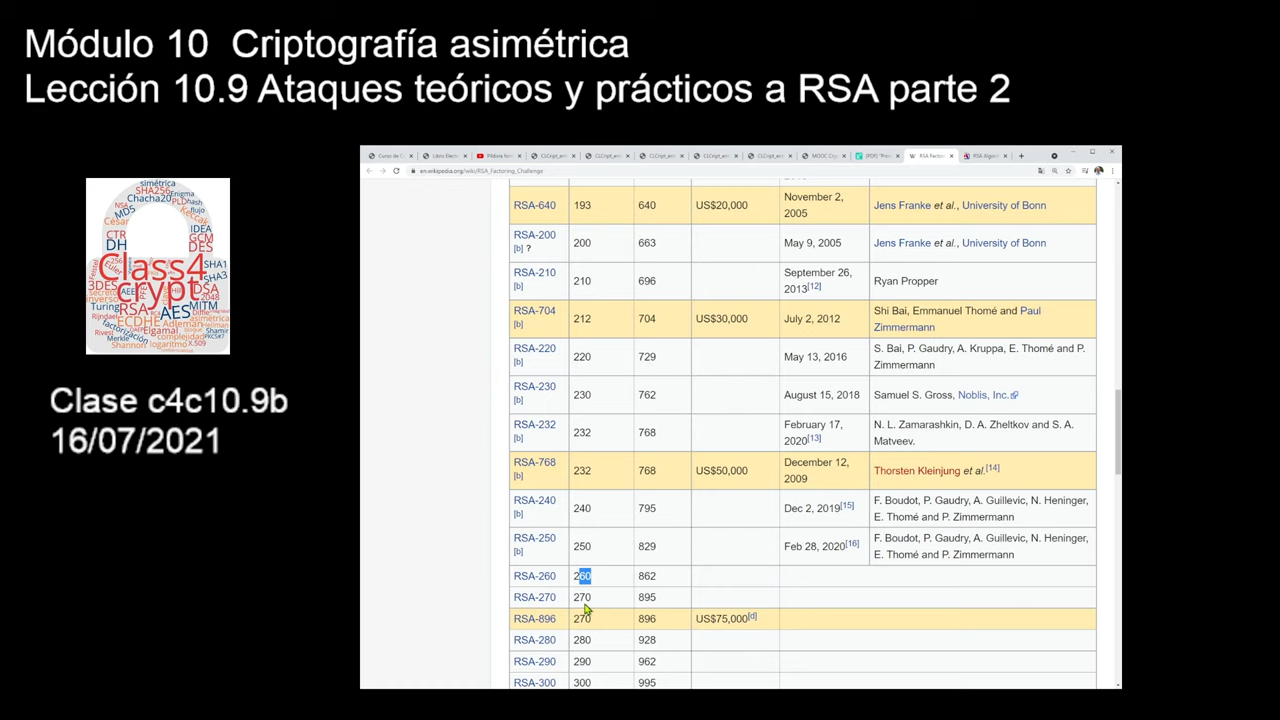 Módulo 10 Criptografía asimétrica
Lección 10.9 Ataques teóricos y prácticos a RSA parte 2
Class4
crypt
Clase c4c10.9b
16/07/2021
en.wikipedia.org/wiki/RSA_Factoring_Challenge
RSA-640 193 640 US$20,000 November 2, 2005 Jens Franke et al., University of Bonn
RSA-200 [b] ? 200 663 May 9, 2005 Jens Franke et al., University of Bonn
RSA-210 [b] 210 696 September 26, 2013[12] Ryan Propper
RSA-704 [b] 212 704 US$30,000 July 2, 2012 Shi Bai, Emmanuel Thomé and Paul Zimmermann
RSA-220 [b] 220 729 May 13, 2016 S. Bai, P. Gaudry, A. Kruppa, E. Thomé and P. Zimmermann
RSA-230 [b] 230 762 August 15, 2018 Samuel S. Gross, Noblis, Inc.
RSA-232 [b] 232 768 February 17, 2020[13] N. L. Zamarashkin, D. A. Zheltkov and S. A. Matveev.
RSA-768 [b] 232 768 US$50,000 December 12, 2009 Thorsten Kleinjung et al.[14]
RSA-240 [b] 240 795 Dec 2, 2019[15] F. Boudot, P. Gaudry, A. Guillevic, N. Heninger, E. Thomé and P. Zimmermann
RSA-250 [b] 250 829 Feb 28, 2020[16] F. Boudot, P. Gaudry, A. Guillevic, N. Heninger, E. Thomé and P. Zimmermann
RSA-260 260 862
RSA-270 270 895
RSA-896 270 896 US$75,000[d]
RSA-280 280 928
RSA-290 290 962
RSA-300 300 995